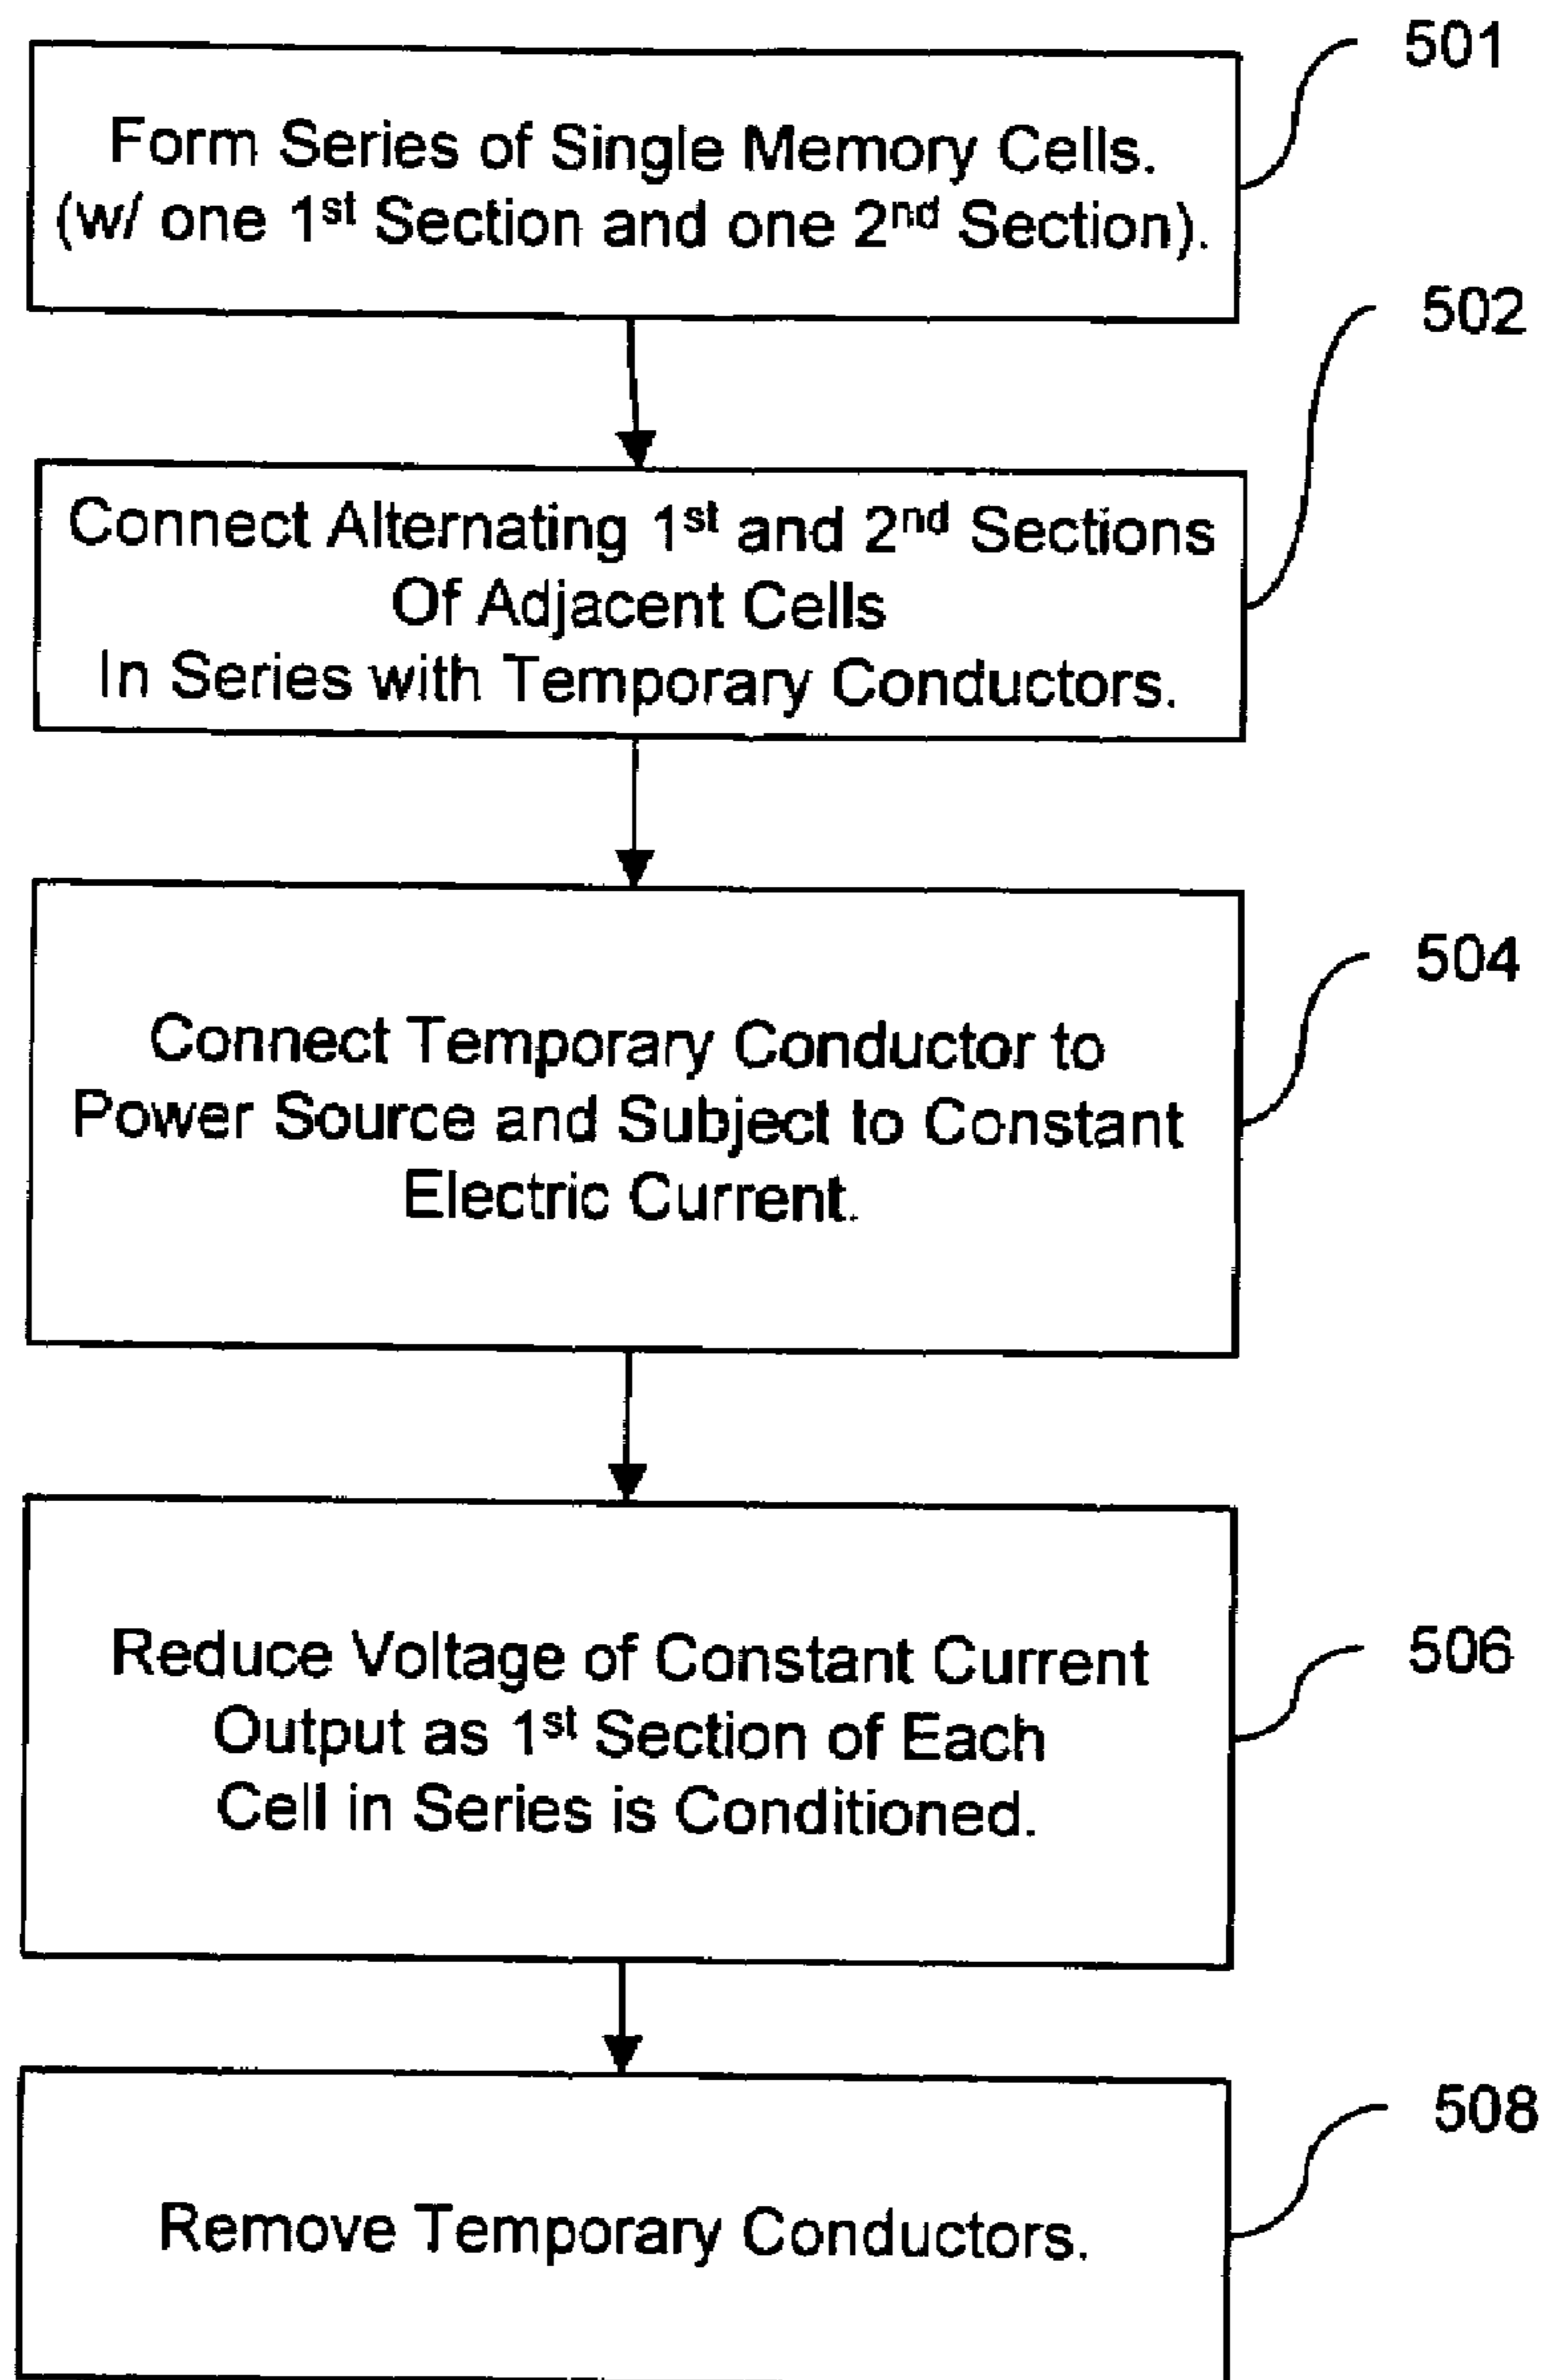 501
Form Series of Single Memory Cells.
(w/ one 1st Section and one 2nd Section).
502
Connect Alternating 1st and 2nd Sections
Of Adjacent Cells
In Series with Temporary Conductors.
504
Connect Temporary Conductor to
Power Source and Subject to Constant
Electric Current.
506
Reduce Voltage of Constant Current
Output as 1st Section of Each
Cell in Series is Conditioned.
508
Remove Temporary Conductors.